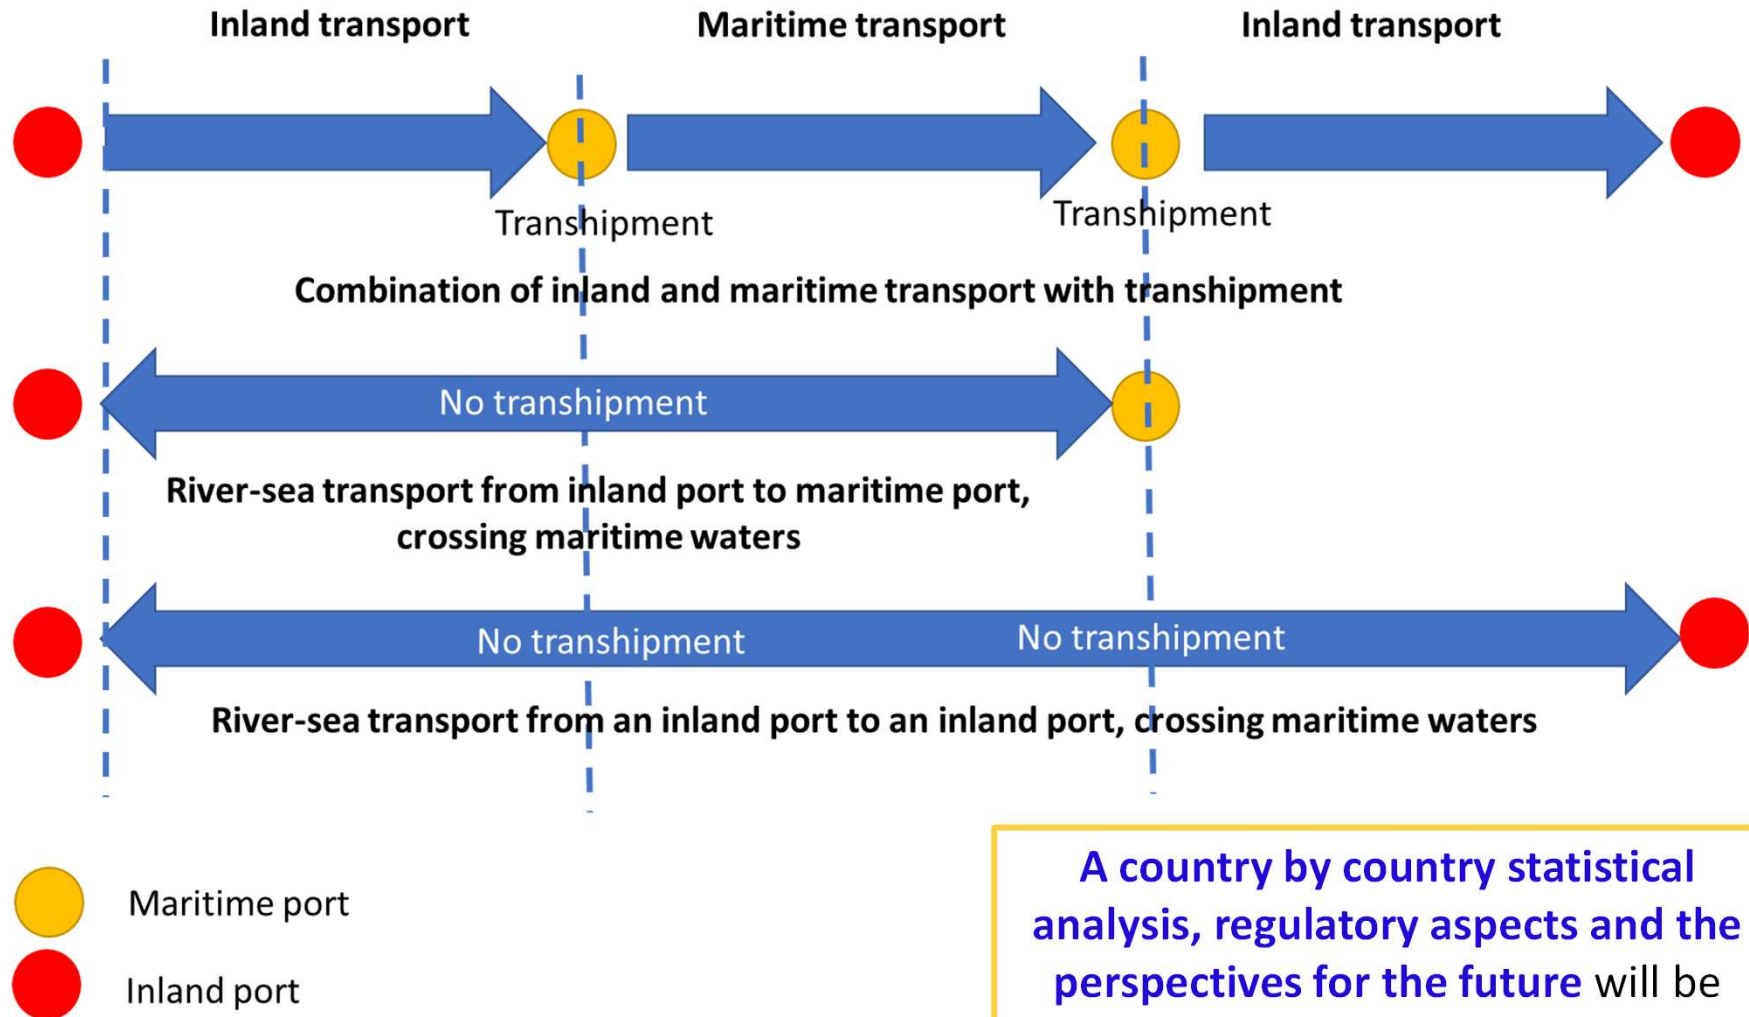 Inland transport
Maritime transport
Inland transport
Transhipment
Transhipment
Combination of inland and maritime transport with transhipment
No transhipment
River-sea transport from inland port to maritime port,
crossing maritime waters
No transhipment
No transhipment
River-sea transport from an inland port to an inland port, crossing maritime waters
Maritime port
Inland port
A country by country statistical
analysis, regulatory aspects and the
perspectives for the future will be